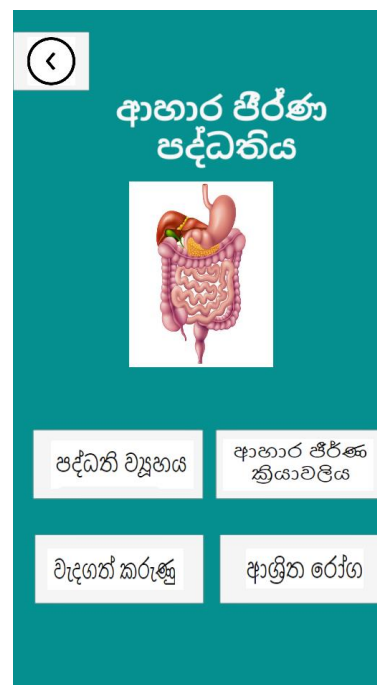 ආහාර ජීර්ණ
පද්ධතිය
පද්ධති ව්‍යූහය
ආහාර ජීර්ණ
ක්‍රියාවලිය
වැදගත් කරුණු
ආශ්‍රිත රෝග